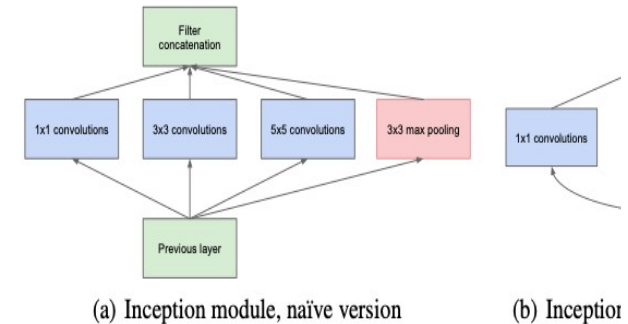 Filter
concatenation
1x1 convolutions
3x3 convolutions
5x5 convolutions
3x3 max pooling
1x1 convolutions
Previous layer
(a) Inception module, naïve version
(b) Inception